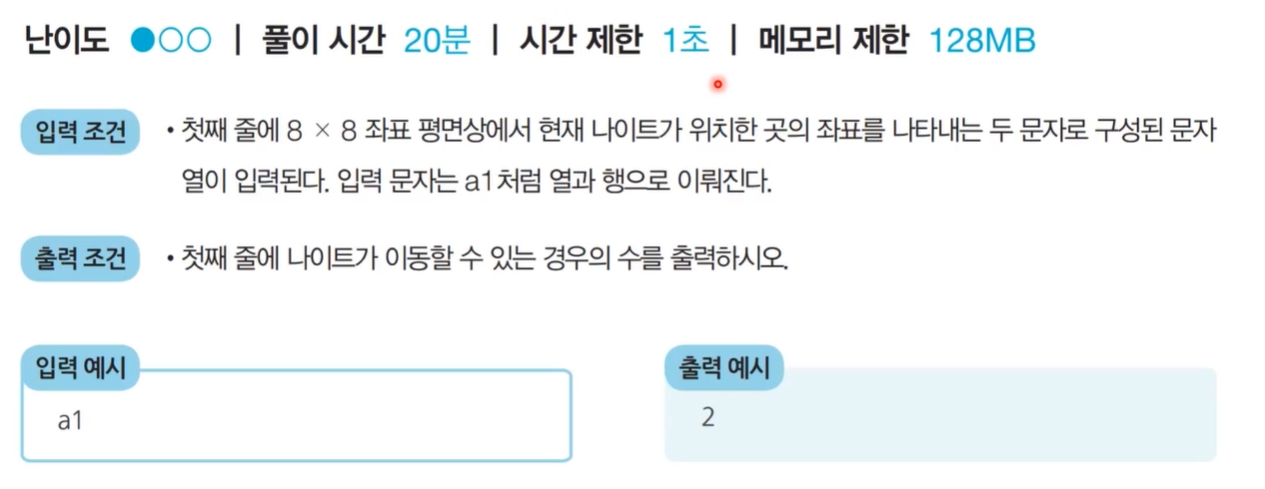 난이도 ●○○ | 풀이 시간 20분 | 시간 제한 1초 | 메모리 제한 128MB
입력 조건 • 첫째 줄에 8 × 8 좌표 평면상에서 현재 나이트가 위치한 곳의 좌표를 나타내는 두 문자로 구성된 문자
열이 입력된다. 입력 문자는 a1처럼 열과 행으로 이뤄진다.
출력 조건 • 첫째 줄에 나이트가 이동할 수 있는 경우의 수를 출력하시오.
입력 예시
a1
출력 예시
2